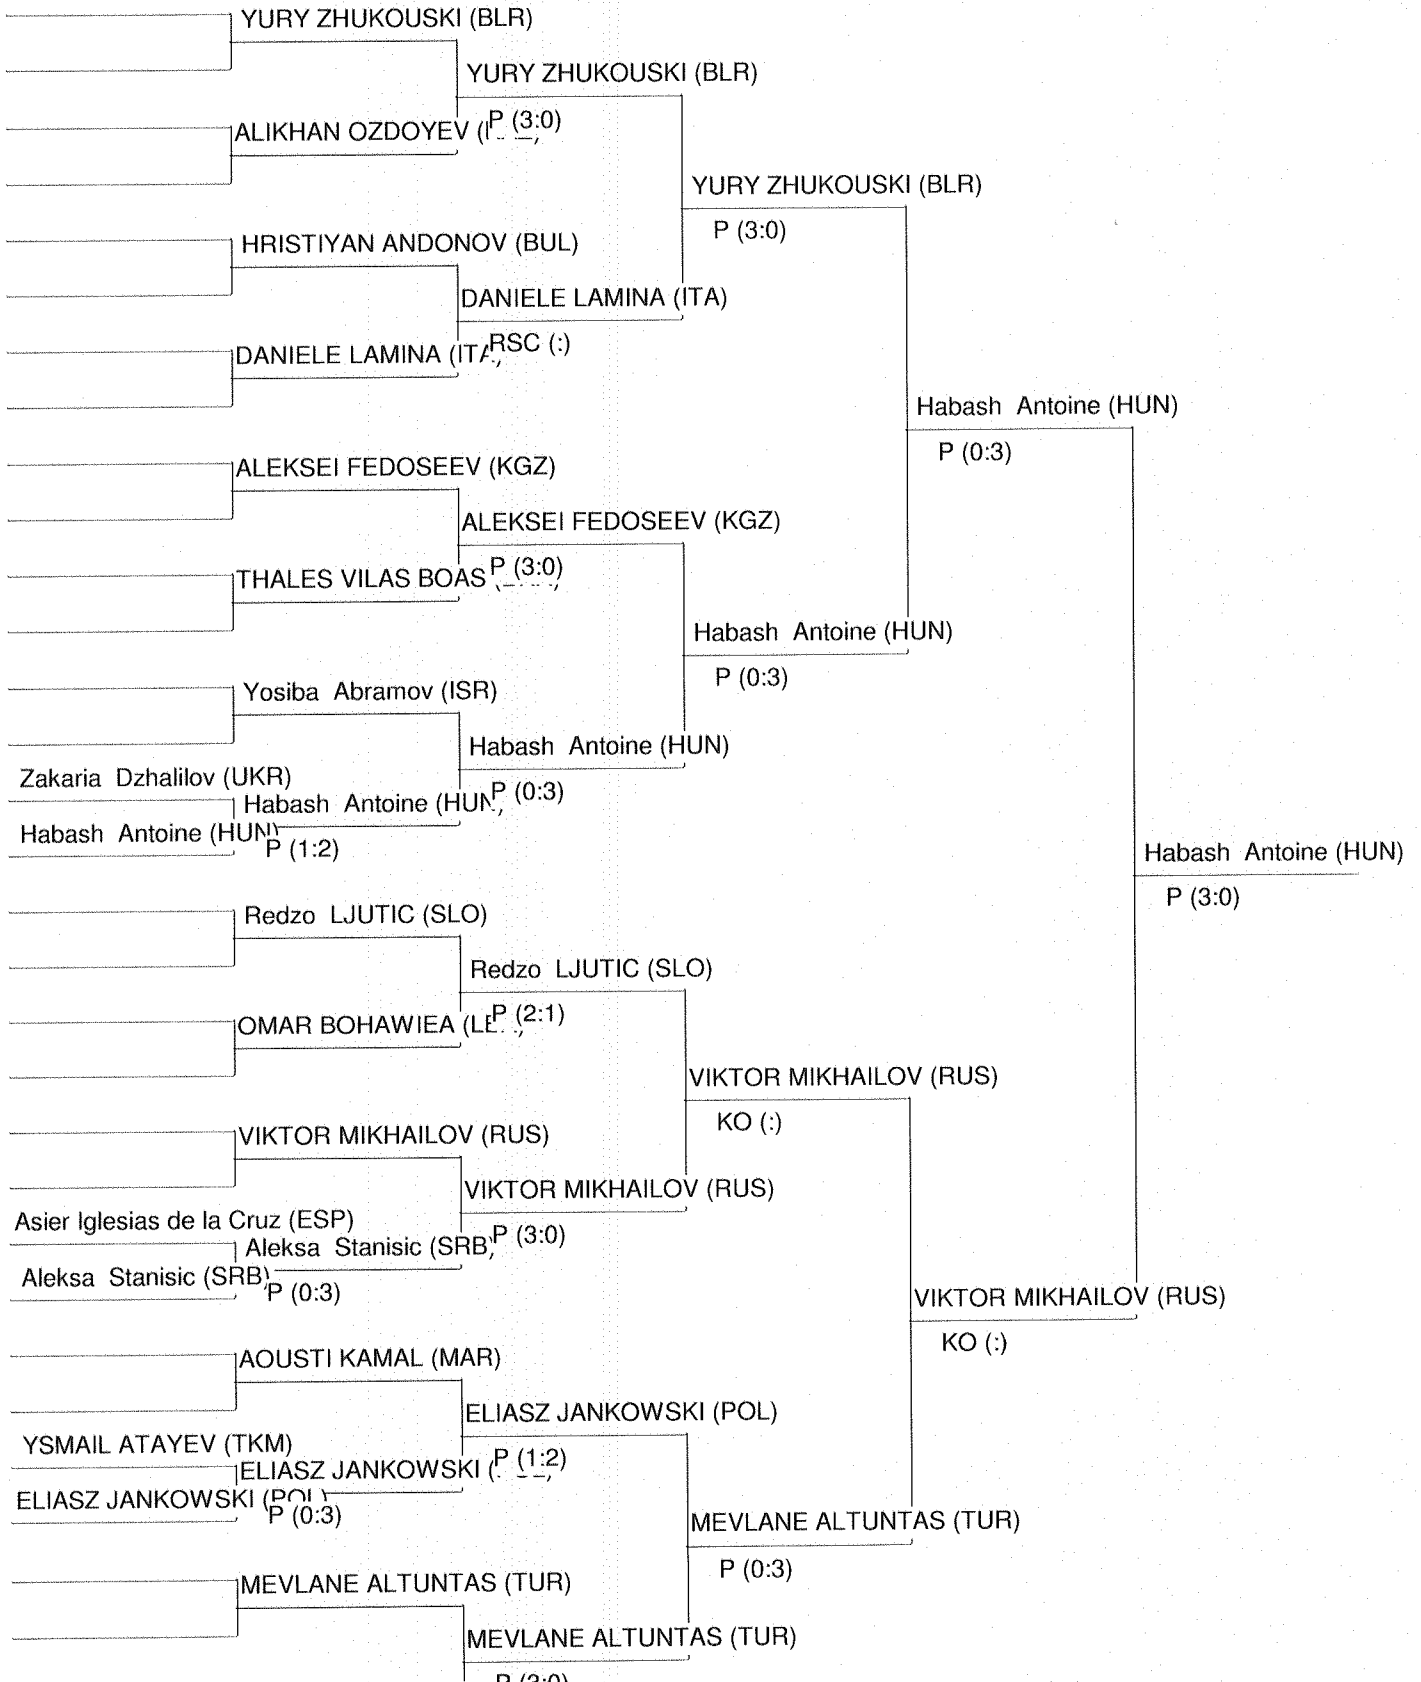 YURY ZHUKOUSKI (BLR)
YURY ZHUKOUSKI (BLR)
P (3:0)
ALIKHAN OZDOYEV
YURY ZHUKOUSKI (BLR)
P (3:0)
HRISTIYAN ANDONOV (BUL)
DANIELE LAMINA (ITA)
RSC (:)
DANIELE LAMINA (ITA)
Habash Antoine (HUN)
P (0:3)
ALEKSEI FEDOSEEV (KGZ)
ALEKSEI FEDOSEEV (KGZ)
P (3:0)
THALES VILAS BOAS
Habash Antoine (HUN)
P (0:3)
Yosiba Abramov (ISR)
Habash Antoine (HUN)
P (0:3)
Zakaria Dzhalilov (UKR)
Habash Antoine (HUN)
Habash Antoine (HUN)
P (1:2)
Habash Antoine (HUN)
P (3:0)
Redzo LJUTIC (SLO)
Redzo LJUTIC (SLO)
P (2:1)
OMAR BOHAWIEA
VIKTOR MIKHAILOV (RUS)
KO (:)
VIKTOR MIKHAILOV (RUS)
VIKTOR MIKHAILOV (RUS)
P (3:0)
Asier Iglesias de la Cruz (ESP)
Aleksa Stanisic (SRB)
Aleksa Stanisic (SRB)
P (0:3)
VIKTOR MIKHAILOV (RUS)
KO (:)
AOUSTI KAMAL (MAR)
ELIASZ JANKOWSKI (POL)
P (1:2)
YSMAIL ATAYEV (TKM)
ELIASZ JANKOWSKI
ELIASZ JANKOWSKI (POL)
P (0:3)
MEVLANE ALTUNTAS (TUR)
P (0:3)
MEVLANE ALTUNTAS (TUR)
MEVLANE ALTUNTAS (TUR)